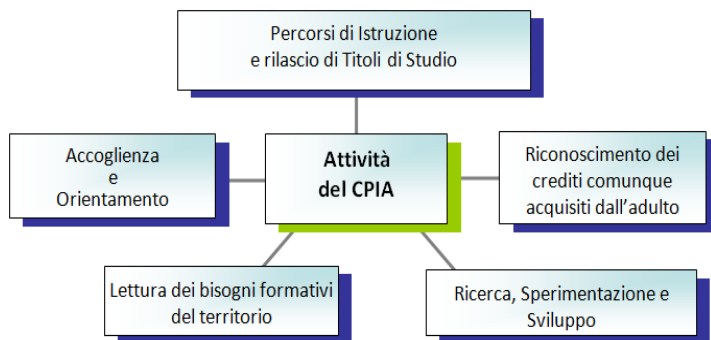 Percorsi di Istruzione
e rilascio di Titoli di Studio
Accoglienza
e
Orientamento
Attività
del CPIA
Riconoscimento dei
crediti comunque
acquisiti dall'adulto
Lettura dei bisogni formativi
del territorio
Ricerca, Sperimentazione e
Sviluppo